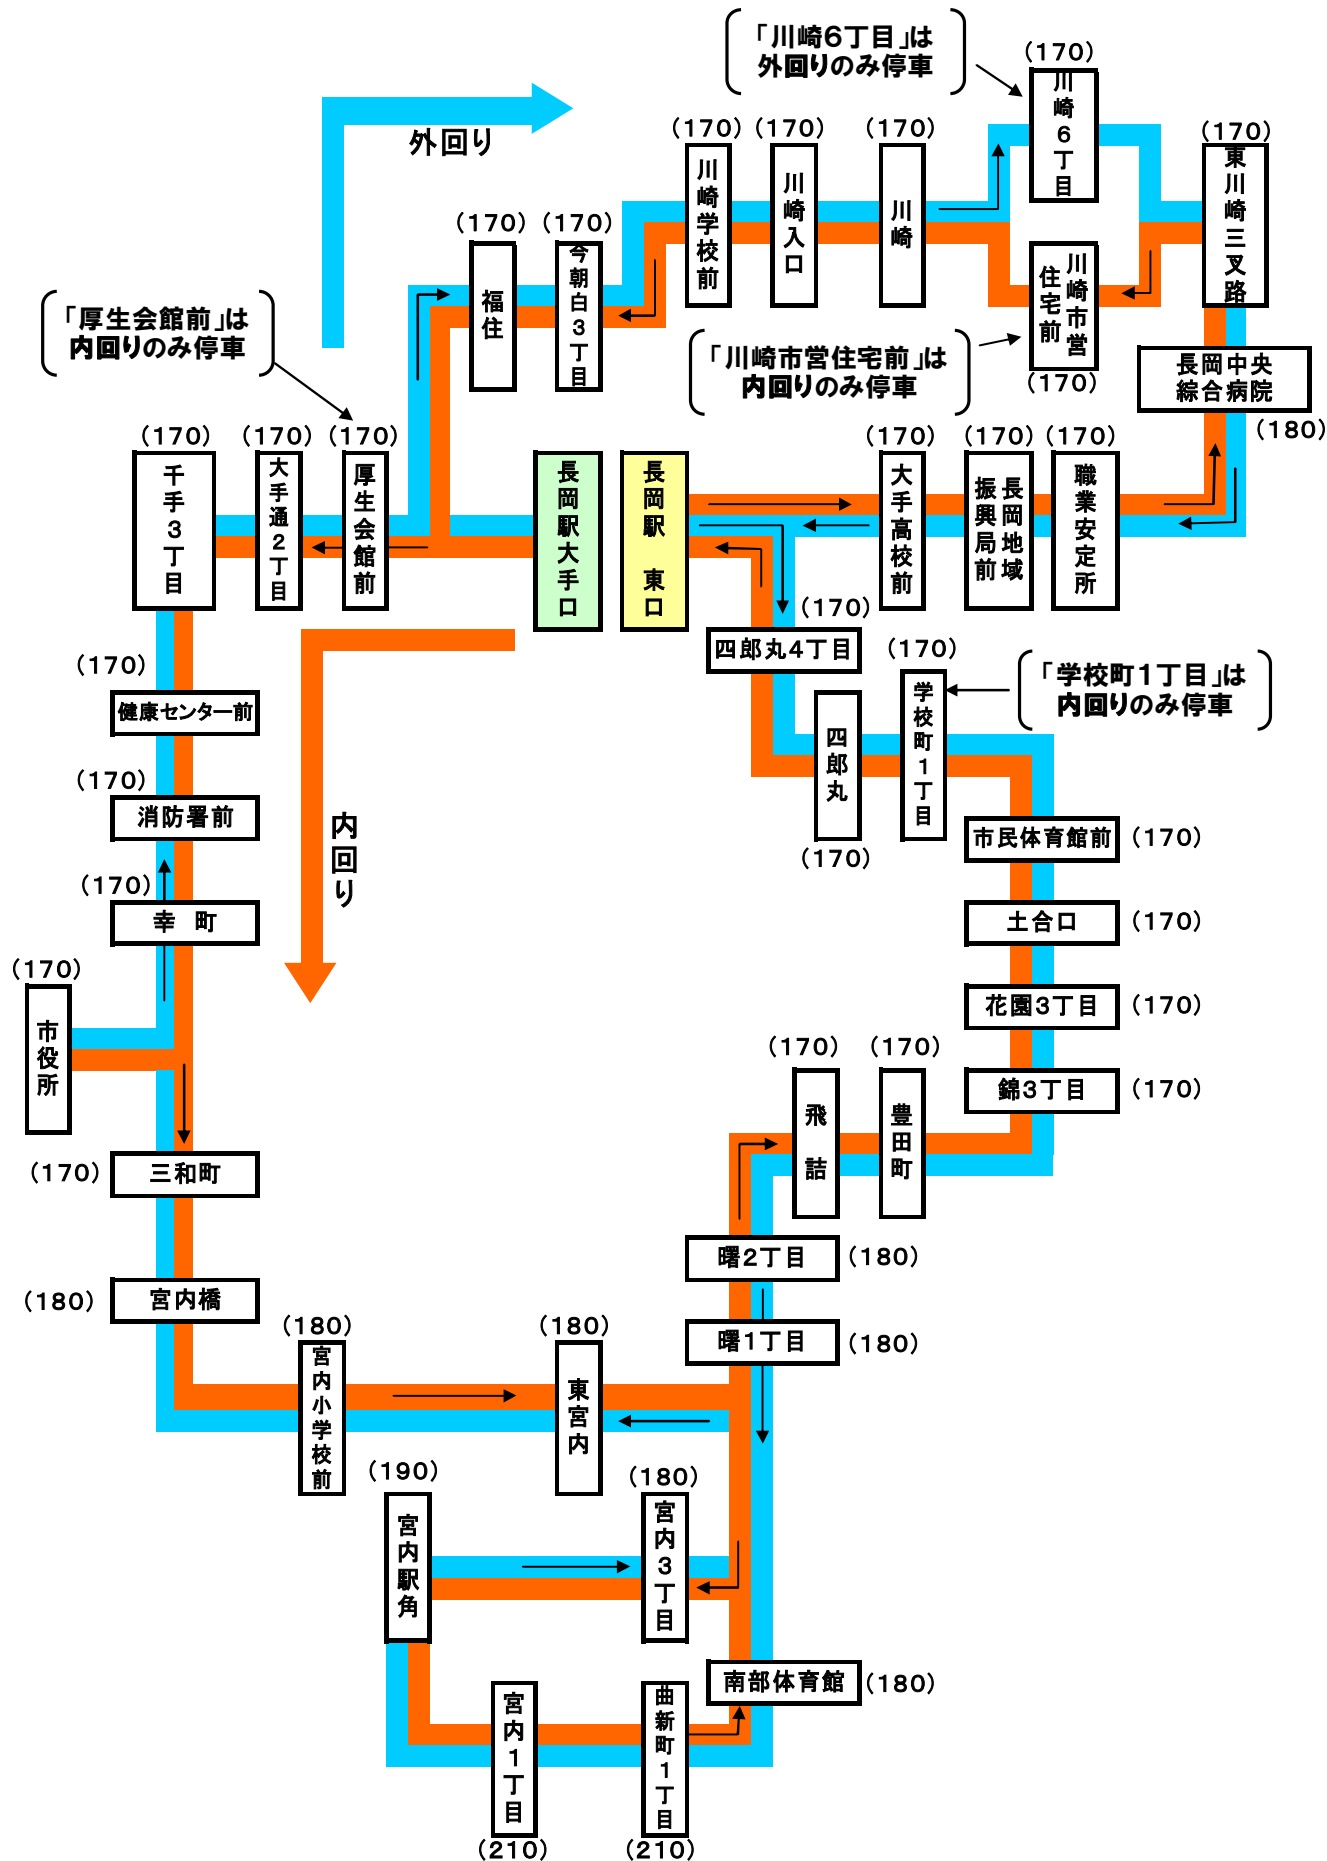 「川崎6丁目」は
外回りのみ停車
外回り
(170)
川崎6丁目
(170)
川崎学校前
(170)
川崎入口
(170)
川崎
(170)
東川崎三叉路
(170)
福住
(170)
今朝白3丁目
川崎市営
住宅前
(170)
「川崎市営住宅前」は
内回りのみ停車
「厚生会館前」は
内回りのみ停車
長岡中央
綜合病院
(180)
(170)
千手3丁目
(170)
大手通2丁目
(170)
厚生会館前
長岡駅大手口
長岡駅 東口
(170)
大手高校前
(170)
長岡地域
振興局前
(170)
職業安定所
(170)
四郎丸4丁目
四郎丸
(170)
(170)
学校町1丁目
「学校町1丁目」は
内回りのみ停車
(170)
健康センター前
(170)
消防署前
内回り
(170)
幸 町
(170)
市役所
市民体育館前 (170)
土合口 (170)
花園3丁目 (170)
錦3丁目 (170)
(170)
飛 詰
(170)
豊田町
(170) 三和町
曙2丁目 (180)
(180) 宮内橋
曙1丁目 (180)
(180)
宮内小学校前
(180)
東宮内
(190)
宮内駅角
(180)
宮内3丁目
南部体育館 (180)
宮内1丁目
(210)
曲新町1丁目
(210)